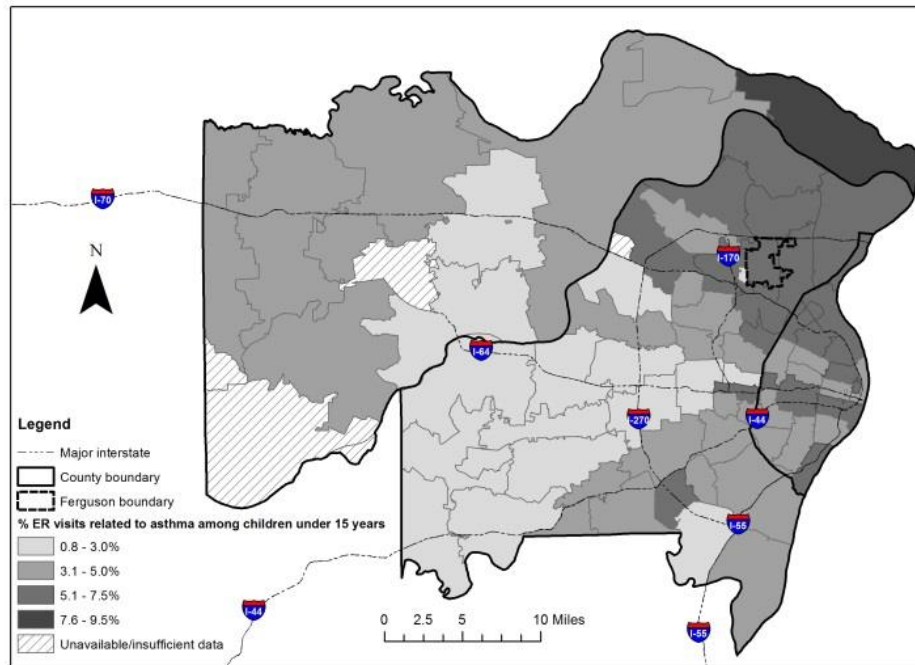 I-70
N
I-170
I-64
I-270
I-44
I-55
I-44
I-55
Legend
Major interstate
County boundary
Ferguson boundary
% ER visits related to asthma among children under 15 years
0.8 - 3.0%
3.1 - 5.0%
5.1 - 7.5%
7.6 - 9.5%
Unavailable/insufficient data
0 2.5 5 10 Miles